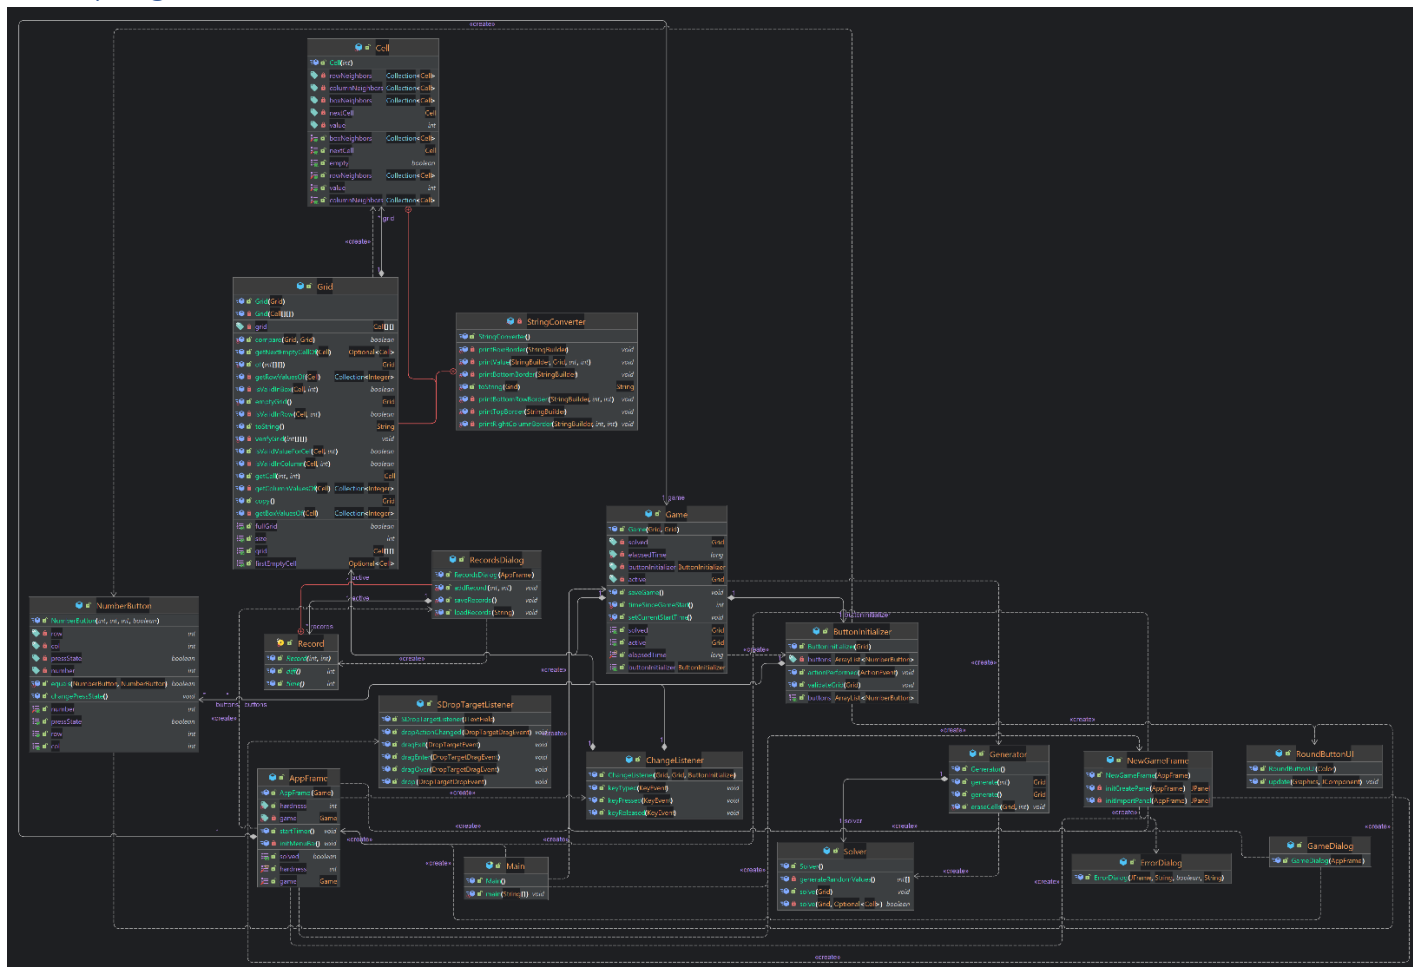 «create»
«create»
Cell
Cell(int)
rowNeighbors Collection<Cell>
columnNeighbors Collection<Cell>
boxNeighbors Collection<Cell>
nextCell Cell
value int
boxNeighbors Collection<Cell>
nextCell Cell
empty boolean
rowNeighbors Collection<Cell>
value int
columnNeighbors Collection<Cell>
grid
«create»
Grid
Grid(Grid)
Grid(Cell[][])
grid Cell[][]
compare(Grid, Grid) boolean
getNextEmptyCellOf(Cell) Optional<Cell>
of(int[][]) Grid
getRowValuesOf(Cell) Collection<Integer>
isValidInBox(Cell, int) boolean
emptyGrid() Grid
isValidInRow(Cell, int) boolean
toString() String
verifyGrid(int[][]) void
isValidValueForCell(Cell, int) boolean
isValidInColumn(Cell, int) boolean
getCell(int, int) Cell
getColumnValuesOf(Cell) Collection<Integer>
copy() Grid
getBoxValuesOf(Cell) Collection<Integer>
fullGrid boolean
size int
grid Cell[][]
firstEmptyCell Optional<Cell>
StringConverter
StringConverter()
printRowBorder(StringBuilder) void
printValue(StringBuilder, Grid, int, int) void
printBottomBorder(StringBuilder) void
toString(Grid) String
printBottomRowBorder(StringBuilder, int, int) void
printTopBorder(StringBuilder) void
printRightColumnBorder(StringBuilder, int, int) void
1 game
Game
Game(Grid, Grid)
solved Grid
elapsedTime long
buttonInitializer ButtonInitializer
active Grid
saveGame() void
timeSinceGameStart() int
setCurrentStartTime() void
solved Grid
active Grid
elapsedTime long
buttonInitializer ButtonInitializer
RecordsDialog
RecordsDialog(AppFrame)
addRecord(int, int) void
saveRecords() void
loadRecords(String) void
active
active
records
Record
Record(int, int)
diff() int
time() int
«create»
«create»
NumberButton
NumberButton(int, int, int, boolean)
row int
col int
pressState boolean
number int
equals(NumberButton, NumberButton) boolean
changePressState() void
number int
pressState boolean
row int
col int
buttons buttons
«create»
buttonInitializer
ButtonInitializer
ButtonInitializer(Grid)
buttons ArrayList<NumberButton>
actionPerformed(ActionEvent) void
validateGrid(Grid) void
buttons ArrayList<NumberButton>
«create»
«create»
«create»
SDropTargetListener
SDropTargetListener(JTextField)
dropActionChanged(DropTargetDragEvent) void
dragExit(DropTargetEvent) void
dragEnter(DropTargetDragEvent) void
dragOver(DropTargetDragEvent) void
drop(DropTargetDropEvent) void
«create»
ChangeListener
ChangeListener(Grid, Grid, ButtonInitializer)
keyTyped(KeyEvent) void
keyPressed(KeyEvent) void
keyReleased(KeyEvent) void
Generator
Generator()
generate(int) Grid
generate() Grid
eraseCells(Grid, int) void
NewGameFrame
NewGameFrame(AppFrame)
initCreatePanel(AppFrame) JPanel
initImportPanel(AppFrame) JPanel
RoundButtonUI
RoundButtonUI(Color)
update(Graphics, JComponent) void
AppFrame
AppFrame(Game)
hardness int
game Game
startTimer() void
initMenuBar() void
solved boolean
hardness int
game Game
«create»
«create»
«create»
Main
Main()
main(String[]) void
1 solver
«create»
Solver
Solver()
generateRandomValues() int[]
solve(Grid) void
solve(Grid, Optional<Cell>) boolean
«create»
«create»
«create»
«create»
ErrorDialog
ErrorDialog(JFrame, String, boolean, String)
GameDialog
GameDialog(AppFrame)
«create»
«create»